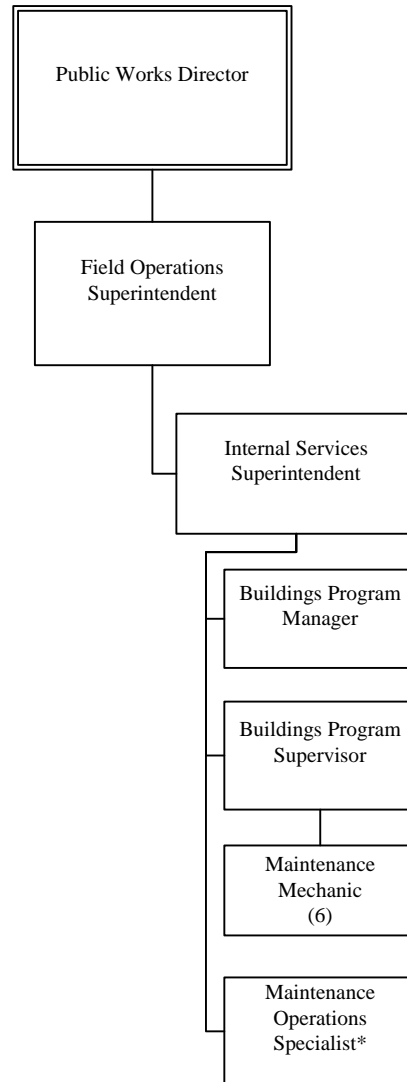 Public Works Director
Field Operations
Superintendent
Internal Services
Superintendent
Buildings Program
Manager
Buildings Program
Supervisor
Maintenance
Mechanic
(6)
Maintenance
Operations
Specialist*